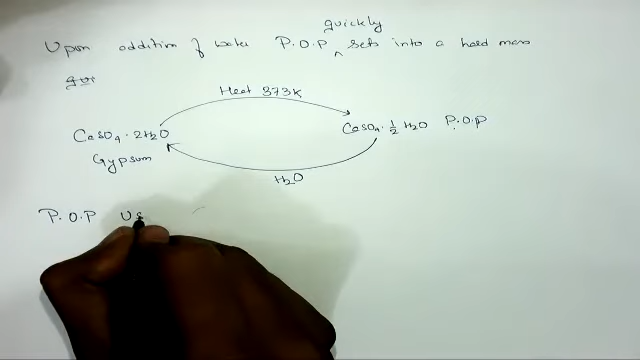 quickly
Upon addition of water P.O.P ^ sets into a hard mass
Heat 373K
CaSO4 . 2H2O
CaSO4 . 1/2 H2O P.O.P
Gypsum
H2O
P.O.P Us